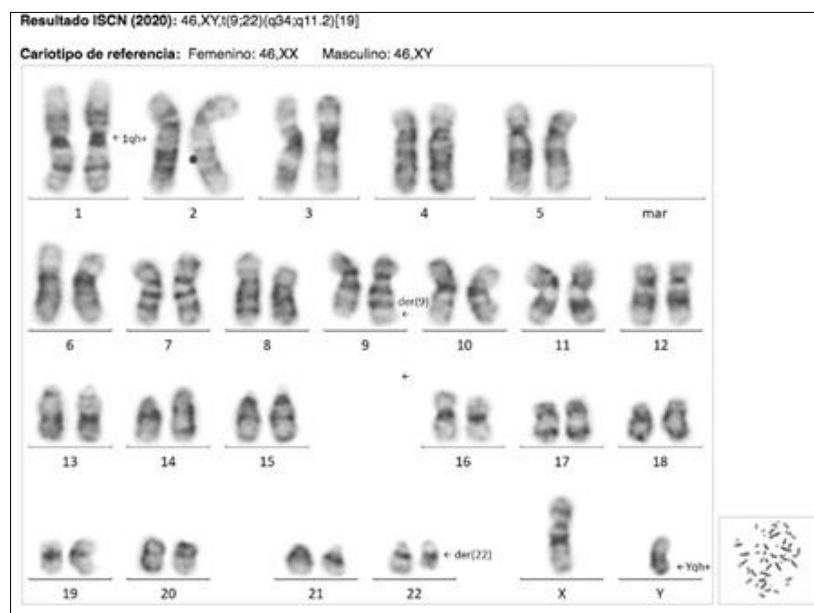 Resultado ISCN (2020): 46,XY,t(9;22)(q34;q11.2)[19]
Cariotipo de referencia: Femenino: 46,XX Masculino: 46,XY
← 1qh+
1 2 3 4 5 mar
der(9)
←
6 7 8 9 10 11 12
←
13 14 15 16 17 18
← der(22)
← Yqh+
19 20 21 22 X Y